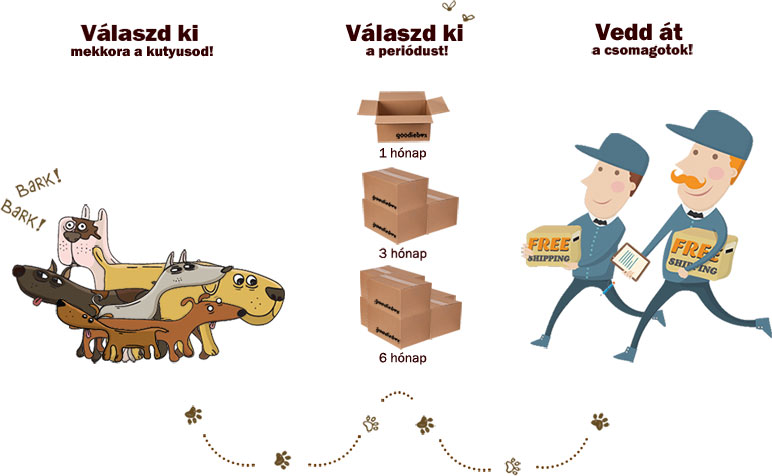 Válaszd ki
mekkora a kutyusod!
BARK!
BARK!
Válaszd ki
a periódust!
goodiebox
1 hónap
goodiebox
3 hónap
goodiebox
6 hónap
Vedd át
a csomagotok!
FREE
SHIPPING
FREE
SHIPPING